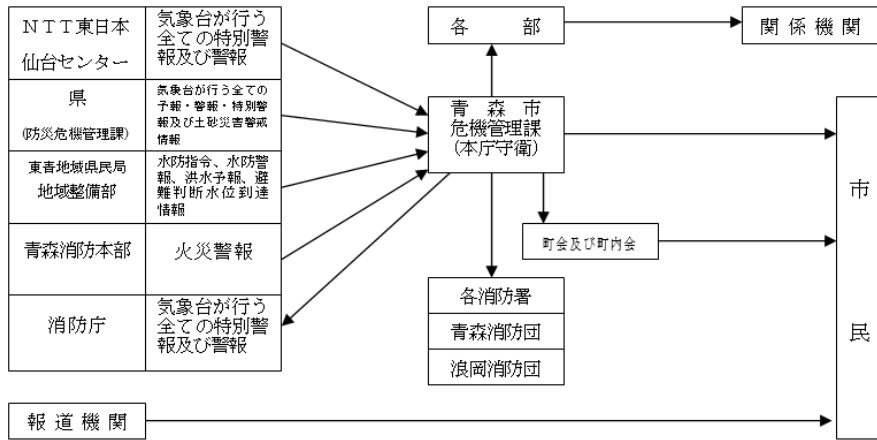 NTT東日本
仙台センター
気象台が行う
全ての特別警
報及び警報
県
(防災危機管理課)
気象台が行う全ての
予報・警報・特別警
報及び土砂災害警戒
情報
東青地域県民局
地域整備部
水防指令、水防警
報、洪水予報、避
難判断水位到達
情報
青森消防本部
火災警報
消防庁
気象台が行う
全ての特別警
報及び警報
報道機関
各部
関係機関
青森市
危機管理課
(本庁守衛)
町会及び町内会
各消防署
青森消防団
浪岡消防団
市
民